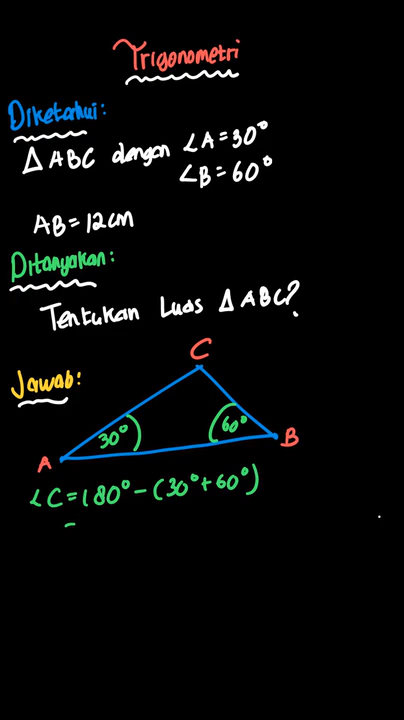 Trigonometri
Diketahui:
Δ ABC dengan ∠A = 30°
∠B = 60°
AB = 12 cm
Ditanyakan:
Tentukan Luas Δ ABC?
Jawab:
C
30°
60°
A
B
∠C = 180° - (30° + 60°)
=